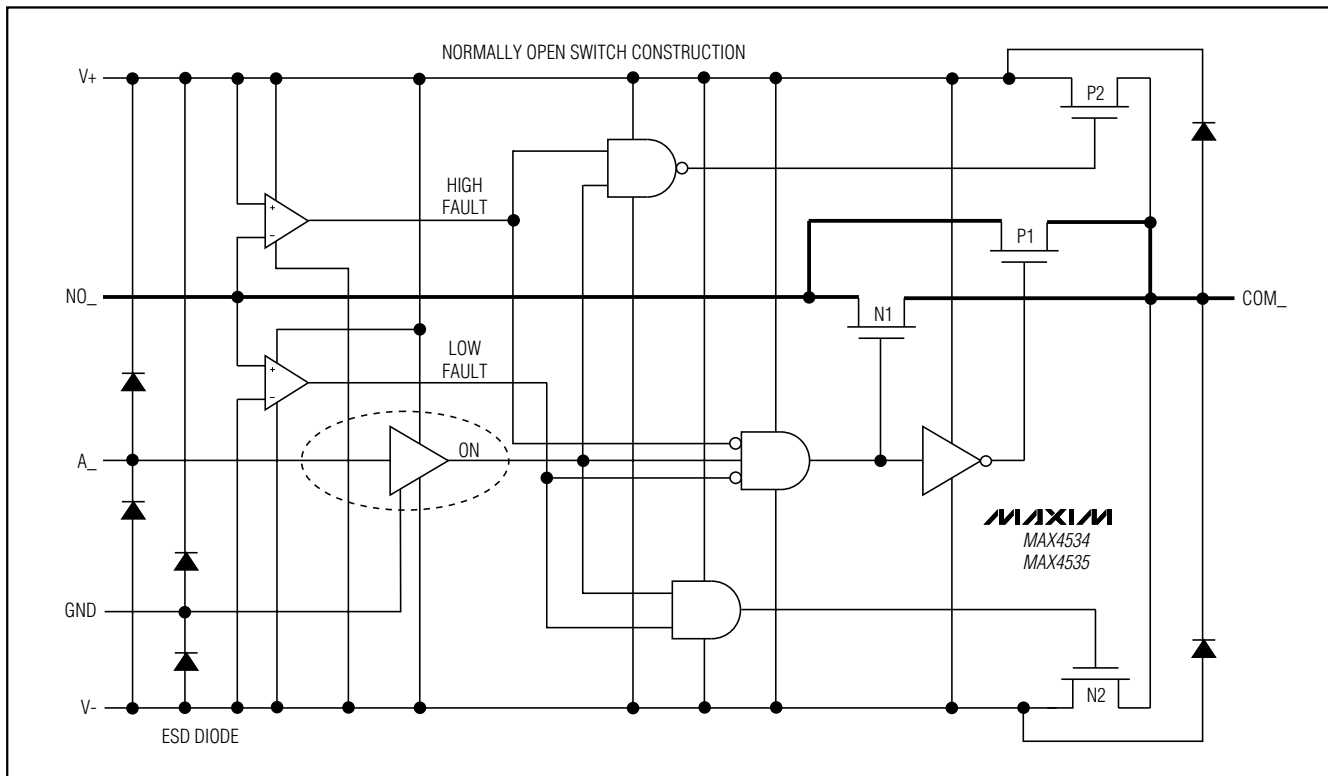 NORMALLY OPEN SWITCH CONSTRUCTION
V+
P2
HIGH
FAULT
+
−
P1
NO_
COM_
N1
LOW
FAULT
+
−
A_
ON
MAXIM
MAX4534
MAX4535
GND
N2
V-
ESD DIODE